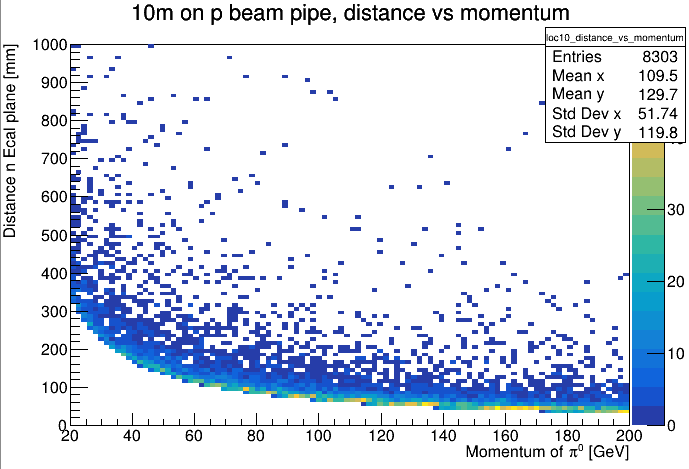 10m on p beam pipe, distance vs momentum
loc10_distance_vs_momentum
Entries 8303
Mean x 109.5
Mean y 129.7
Std Dev x 51.74
Std Dev y 119.8
Distance n Ecal plane [mm]
1000
900
800
700
600
500
400
300
200
100
0
20 40 60 80 100 120 140 160 180 200
Momentum of π⁰ [GeV]
30
20
10
0